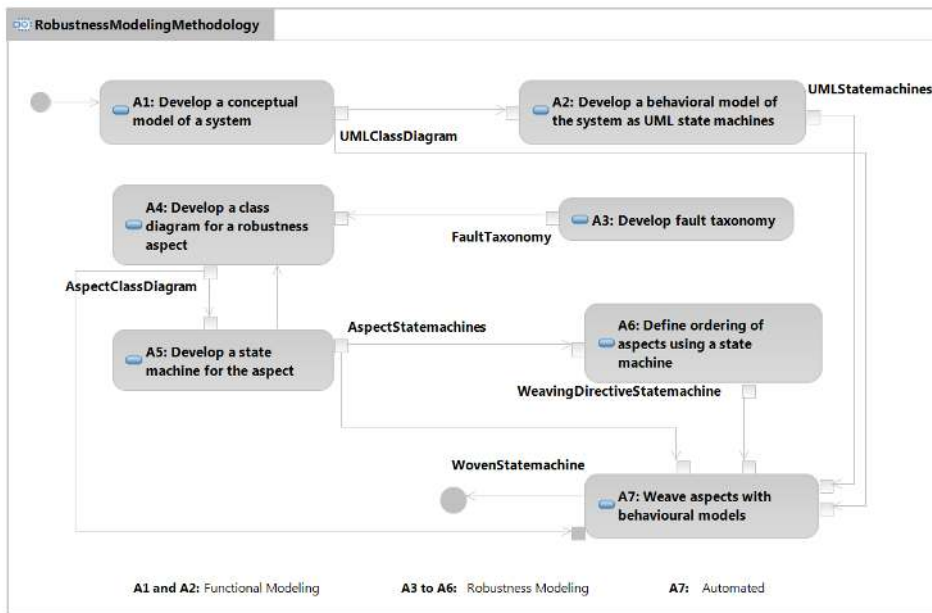 RobustnessModelingMethodology
A1: Develop a conceptual
model of a system
A2: Develop a behavioral model of
the system as UML state machines
UMLStatemachines
UMLClassDiagram
A4: Develop a class
diagram for a robustness
aspect
A3: Develop fault taxonomy
FaultTaxonomy
AspectClassDiagram
A5: Develop a state
machine for the aspect
AspectStatemachines
A6: Define ordering of
aspects using a state
machine
WeavingDirectiveStatemachine
WovenStatemachine
A7: Weave aspects with
behavioural models
A1 and A2: Functional Modeling
A3 to A6: Robustness Modeling
A7: Automated